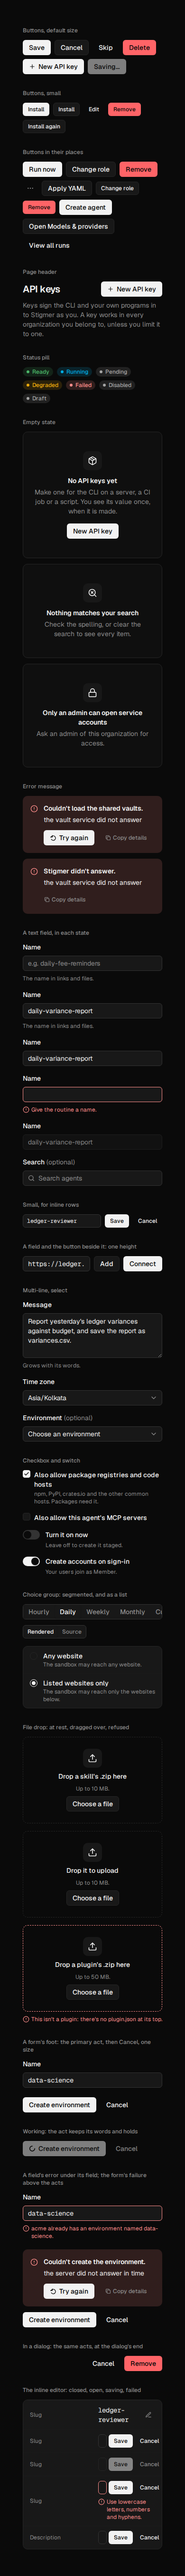 Buttons, default size
Save Cancel Skip Delete
+ New API key Saving...
Buttons, small
Install Install Edit Remove
Install again
Buttons in their places
Run now Change role Remove
Apply YAML Change role
Remove Create agent
Open Models & providers
View all runs
Page header
API keys + New API key
Keys sign the CLI and your own programs in
to Stigmer as you. A key works in every
organization you belong to, unless you limit it
to one.
Status pill
Ready Running Pending
Degraded Failed Disabled
Draft
Empty state
No API keys yet
Make one for the CLI on a server, a CI
job or a script. You see its value once,
when it is made.
New API key
Nothing matches your search
Check the spelling, or clear the
search to see every item.
Only an admin can open service
accounts
Ask an admin of this organization for
access.
Error message
Couldn't load the shared vaults.
the vault service did not answer
Try again Copy details
Stigmer didn't answer.
the vault service did not answer
Copy details
A text field, in each state
Name
e.g. daily-fee-reminders
The name in links and files.
Name
daily-variance-report
The name in links and files.
Name
daily-variance-report
Name
Give the routine a name.
Name
daily-variance-report
Search (optional)
Search agents
Small, for inline rows
ledger-reviewer Save Cancel
A field and the button beside it: one height
https://ledger. Add Connect
Multi-line, select
Message
Report yesterday's ledger variances
against budget, and save the report as
variances.csv.
Grows with its words.
Time zone
Asia/Kolkata
Environment (optional)
Choose an environment
Checkbox and switch
Also allow package registries and code
hosts
npm, PyPI, crates.io and the other common
hosts. Packages need it.
Also allow this agent's MCP servers
Turn it on now
Leave off to create it staged.
Create accounts on sign-in
Your users join as Member.
Choice group: segmented, and as a list
Hourly Daily Weekly Monthly
Rendered Source
Any website
The sandbox may reach any website.
Listed websites only
The sandbox may reach only the websites
below.
File drop: at rest, dragged over, refused
Drop a skill's .zip here
Up to 10 MB.
Choose a file
Drop it to upload
Up to 10 MB.
Choose a file
Drop a plugin's .zip here
Up to 50 MB.
Choose a file
This isn't a plugin: there's no plugin.json at its top.
A form's foot: the primary act, then Cancel, one
size
Name
data-science
Create environment Cancel
Working: the act keeps its words and holds
Create environment Cancel
A field's error under its field; the form's failure
above the acts
Name
data-science
acme already has an environment named data-
science.
Couldn't create the environment.
the server did not answer in time
Try again Copy details
Create environment Cancel
In a dialog: the same acts, at the dialog's end
Cancel Remove
The inline editor: closed, open, saving, failed
Slug ledger-
reviewer
Slug Save Cancel
Slug Save Cancel
Save Cancel
Slug Use lowercase
letters, numbers
and hyphens.
Description Save Cancel